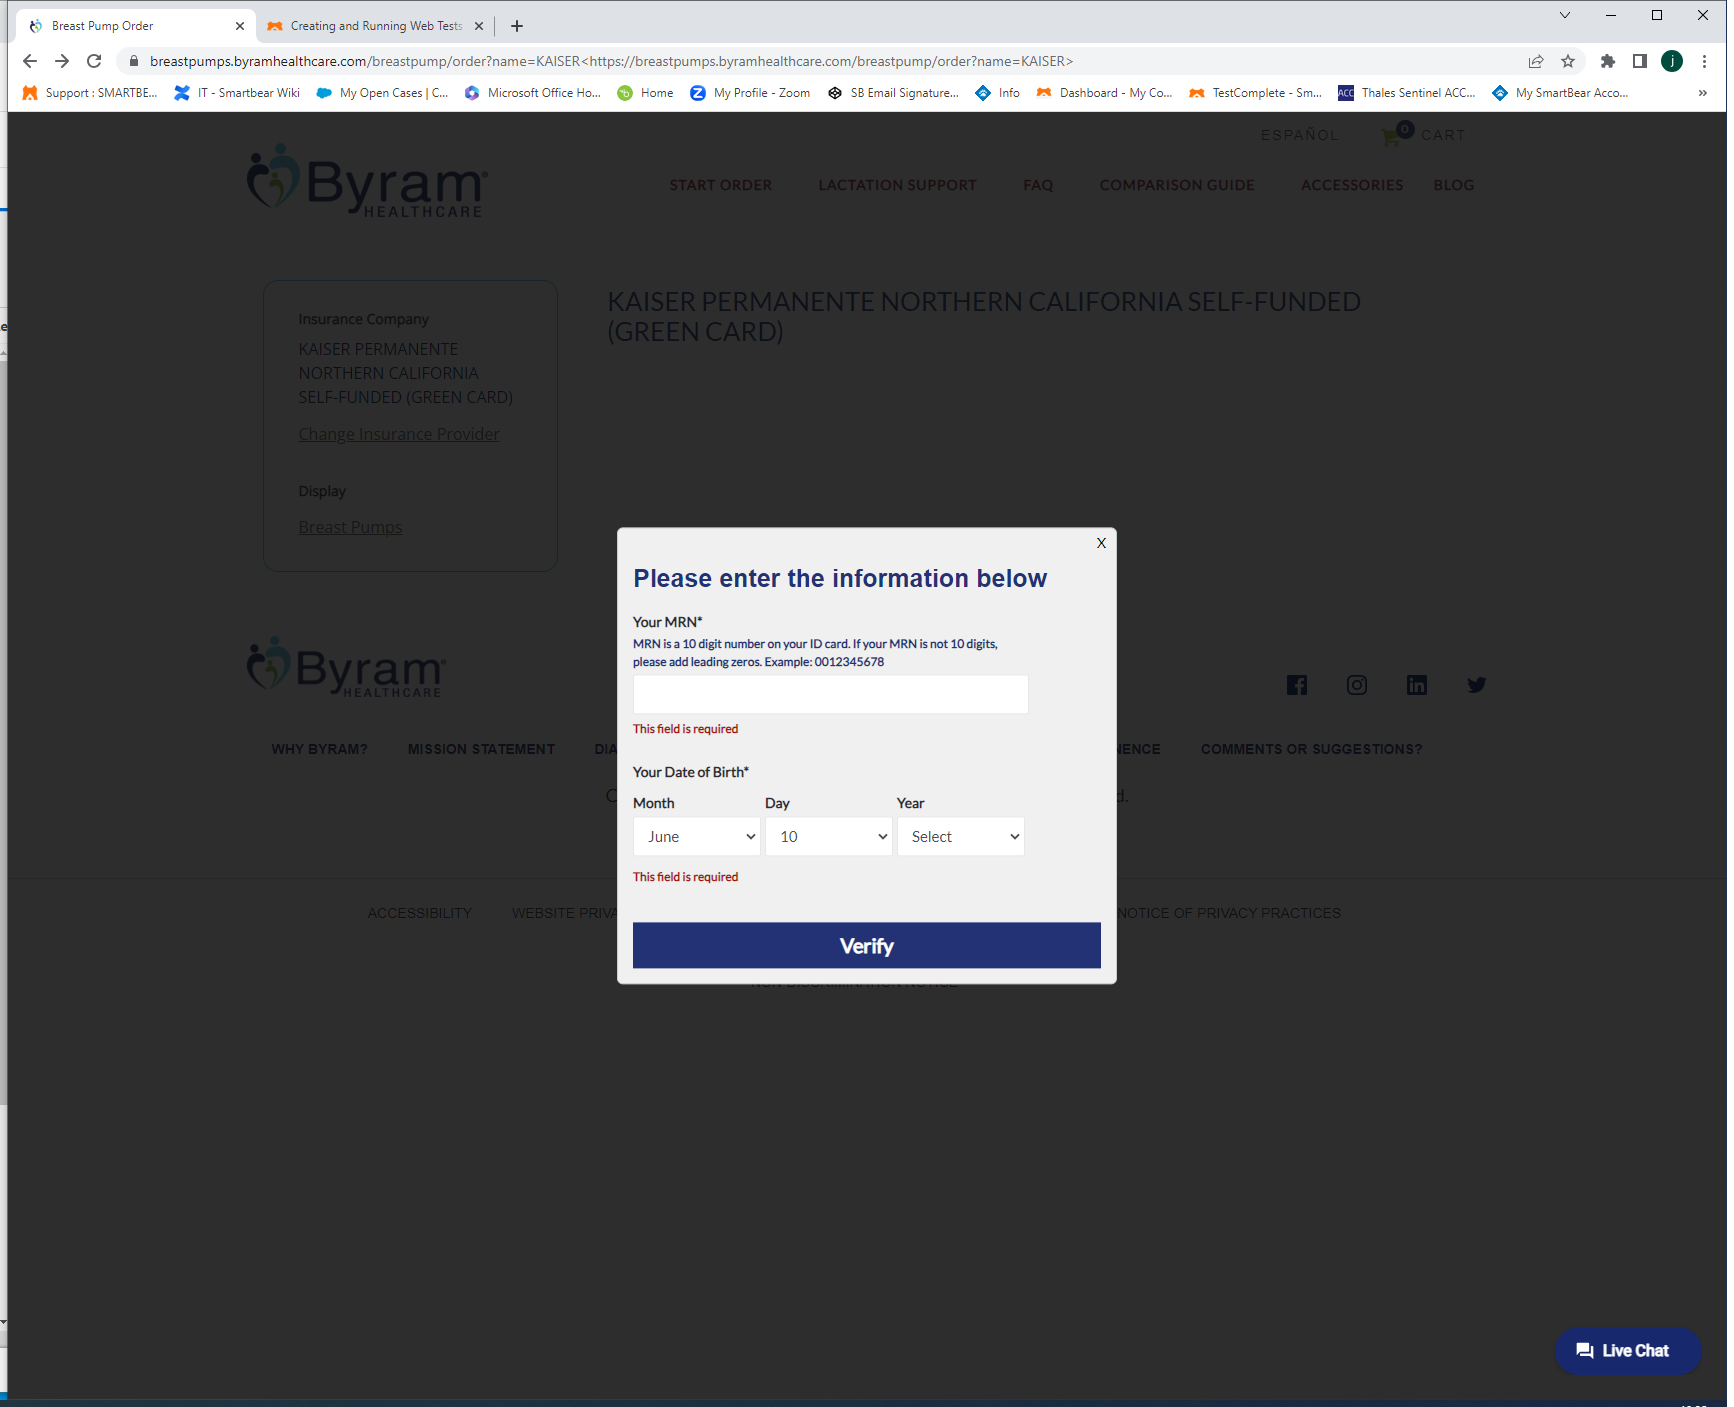 Breast Pump Order
Creating and Running Web Tests
breastpumps.byramhealthcare.com/breastpump/order?name=KAISER<https://breastpumps.byramhealthcare.com/breastpump/order?name=KAISER>
j
Support : SMARTBE... IT - Smartbear Wiki My Open Cases | C... Microsoft Office Ho... Home My Profile - Zoom SB Email Signature... Info Dashboard - My Co... TestComplete - Sm... ACC Thales Sentinel ACC... My SmartBear Acco... »
ESPAÑOL 0 CART
Byram
HEALTHCARE
START ORDER LACTATION SUPPORT FAQ COMPARISON GUIDE ACCESSORIES BLOG
Insurance Company
KAISER PERMANENTE
NORTHERN CALIFORNIA
SELF-FUNDED (GREEN CARD)
Change Insurance Provider
Display
Breast Pumps
KAISER PERMANENTE NORTHERN CALIFORNIA SELF-FUNDED
(GREEN CARD)
X
Please enter the information below
Your MRN*
MRN is a 10 digit number on your ID card. If your MRN is not 10 digits,
please add leading zeros. Example: 0012345678
This field is required
Your Date of Birth*
Month Day Year
June 10 Select
This field is required
Verify
Byram
HEALTHCARE
WHY BYRAM? MISSION STATEMENT DIA NENCE COMMENTS OR SUGGESTIONS?
C d.
ACCESSIBILITY WEBSITE PRIVA NOTICE OF PRIVACY PRACTICES
Live Chat